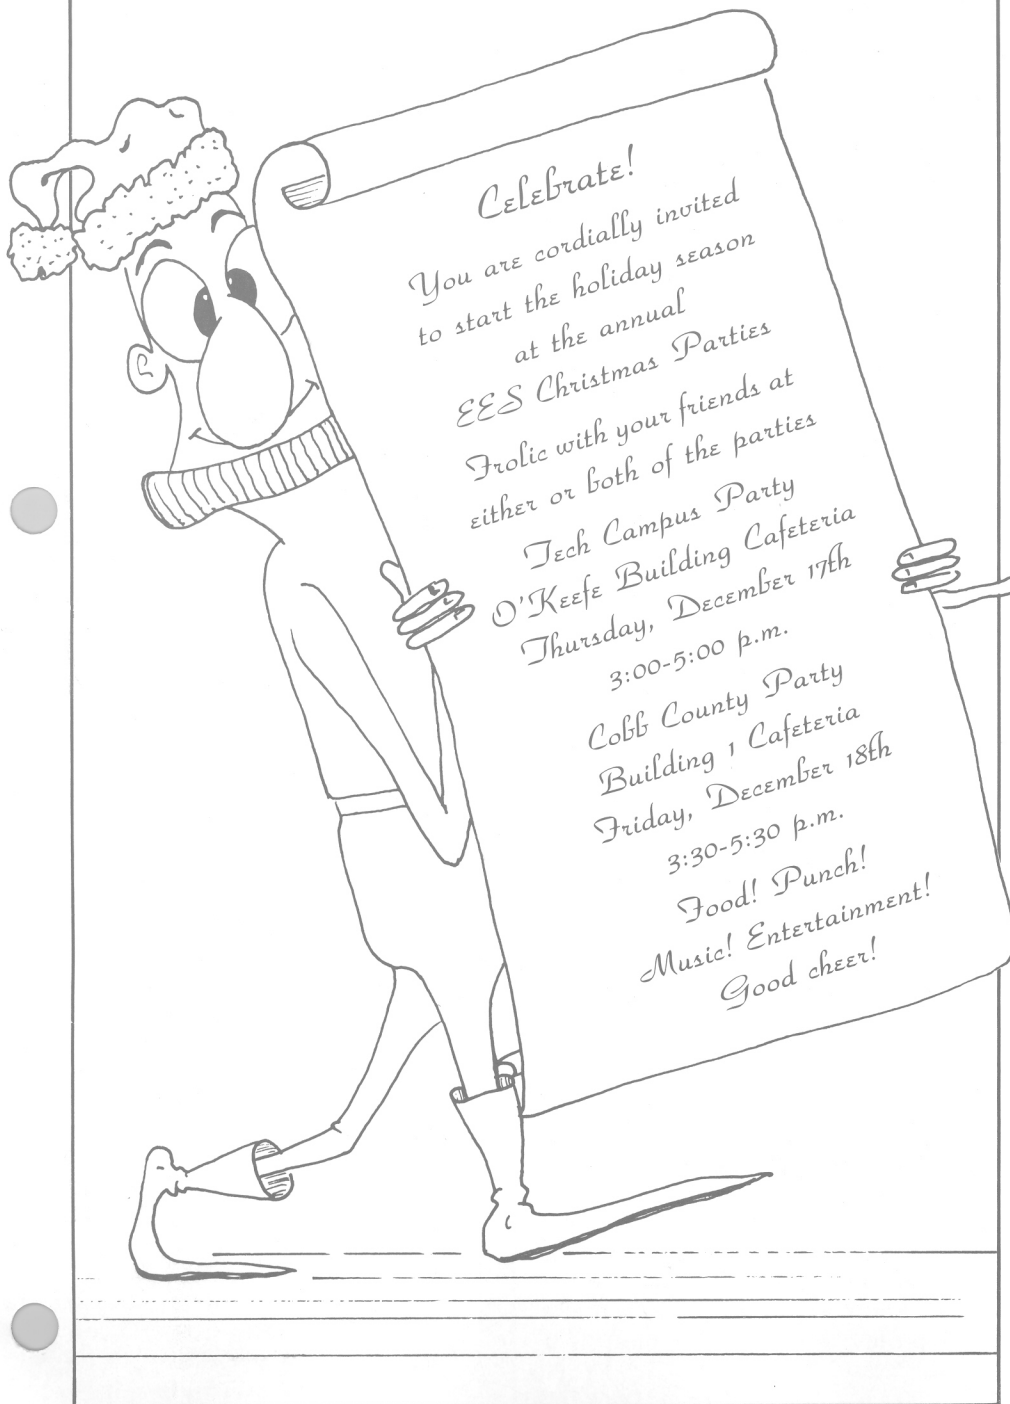 Celebrate!
You are cordially invited
to start the holiday season
at the annual
EES Christmas Parties
Frolic with your friends at
either or both of the parties
Tech Campus Party
O'Keefe Building Cafeteria
Thursday, December 17th
3:00-5:00 p.m.
Cobb County Party
Building 1 Cafeteria
Friday, December 18th
3:30-5:30 p.m.
Food! Punch!
Music! Entertainment!
Good cheer!